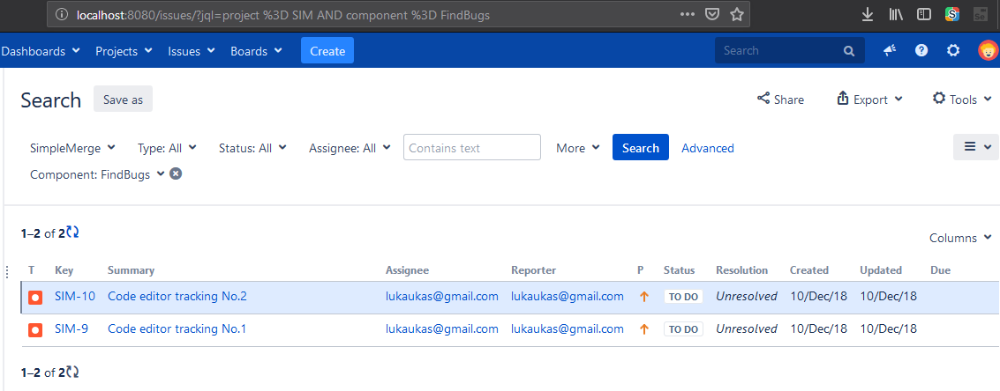 localhost:8080/issues/?jql=project %3D SIM AND component %3D FindBugs
Dashboards Projects Issues Boards Create Search
Search Save as Share Export Tools
SimpleMerge Type: All Status: All Assignee: All Contains text More Search Advanced
Component: FindBugs
1–2 of 2
Columns
T Key Summary Assignee Reporter P Status Resolution Created Updated Due
SIM-10 Code editor tracking No.2 lukaukas@gmail.com lukaukas@gmail.com TO DO Unresolved 10/Dec/18 10/Dec/18
SIM-9 Code editor tracking No.1 lukaukas@gmail.com lukaukas@gmail.com TO DO Unresolved 10/Dec/18 10/Dec/18
1–2 of 2